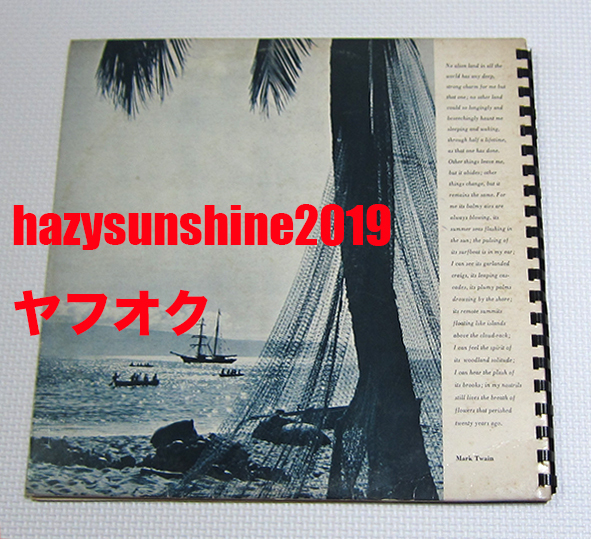 No alien land in all the
world has any deep,
strong charm for me but
that one; no other land
could so longingly and
beseechingly haunt me
sleeping and waking,
through half a lifetime,
as that one has done.
Other things leave me,
but it abides; other
things change, but it
remains the same. For
me its balmy airs are
always blowing, its
summer seas flashing in
the sun; the pulsing of
its surfbeat is in my ear;
I can see its garlanded
craigs, its leaping cas-
cades, its plumy palms
drowsing by the shore;
its remote summits
floating like islands
above the cloud-rack;
I can feel the spirit of
its woodland solitude;
I can hear the plash of
its brooks; in my nostrils
still lives the breath of
flowers that perished
twenty years ago.
Mark Twain
hazysunshine2019
ヤフオク